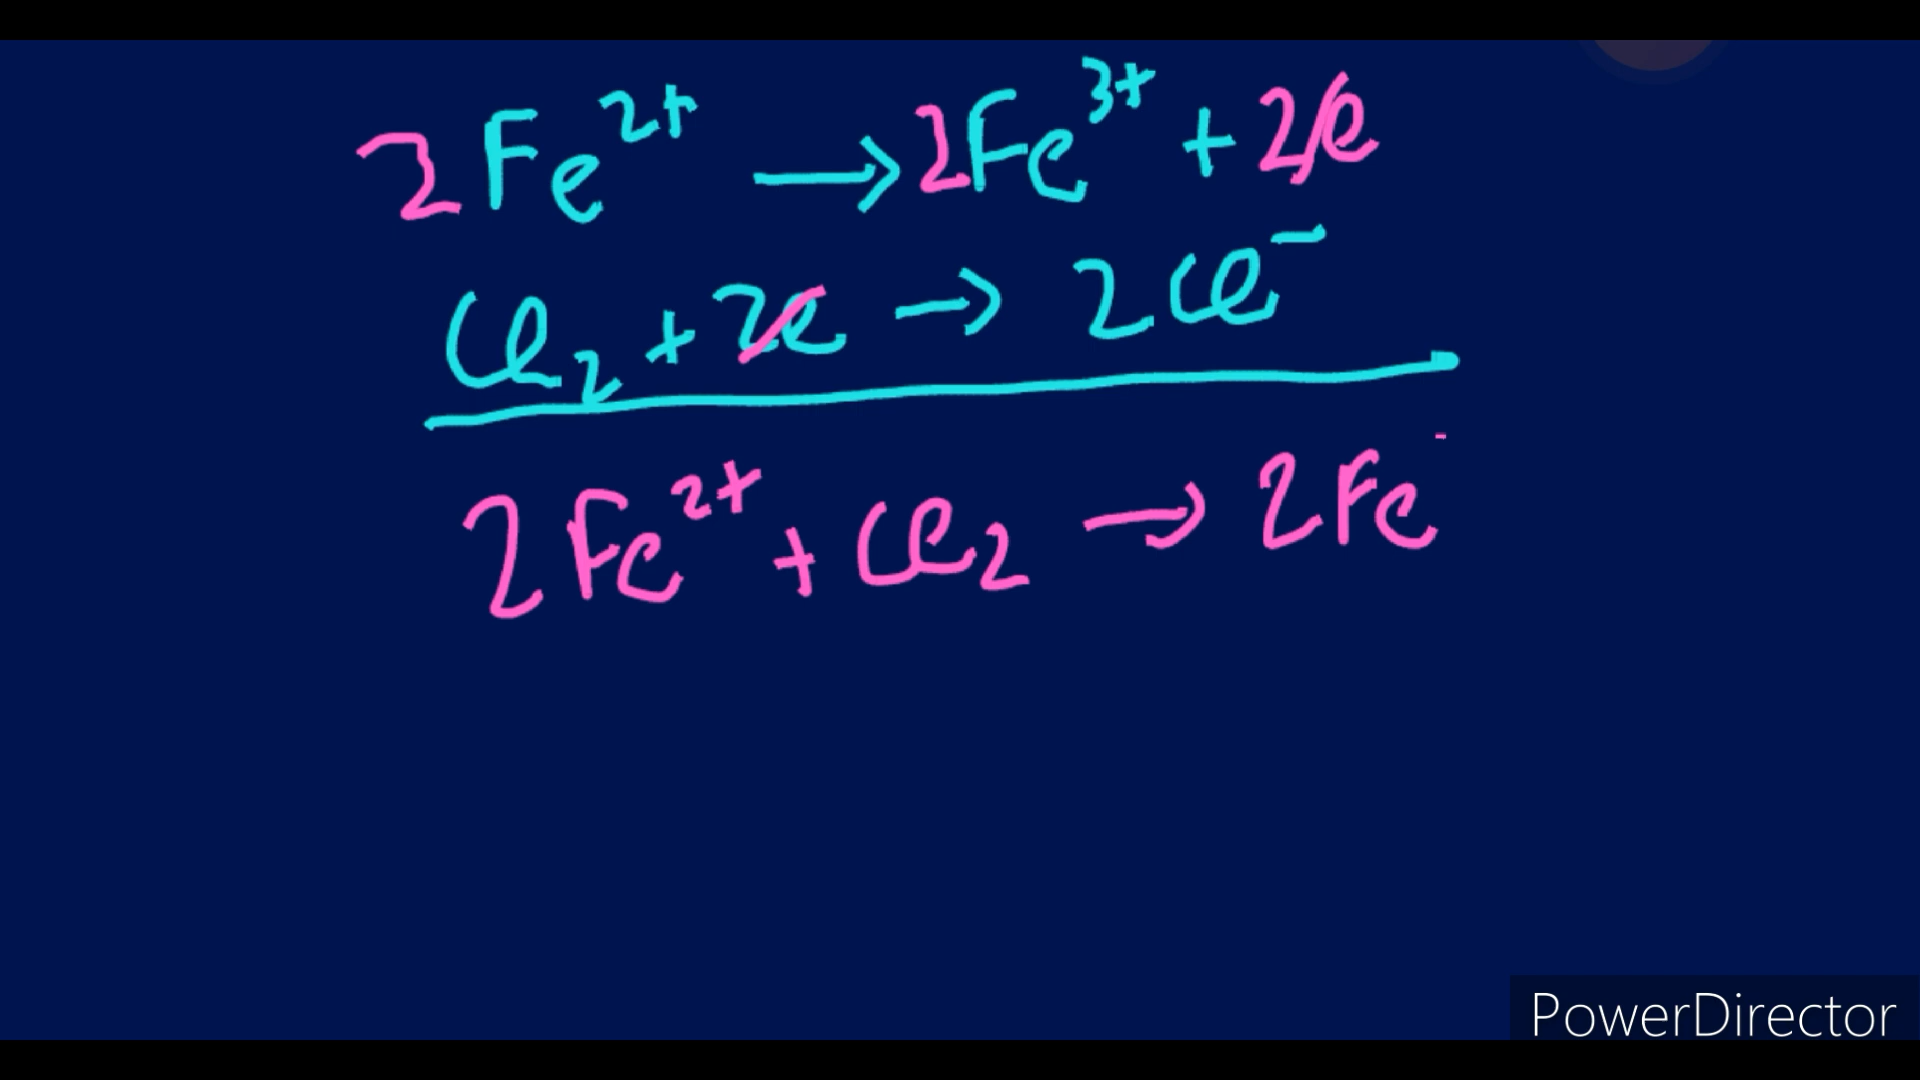 2Fe²⁺ → 2Fe³⁺ + 2e
Cl₂ + 2e → 2Cl⁻
2Fe²⁺ + Cl₂ → 2Fe
PowerDirector